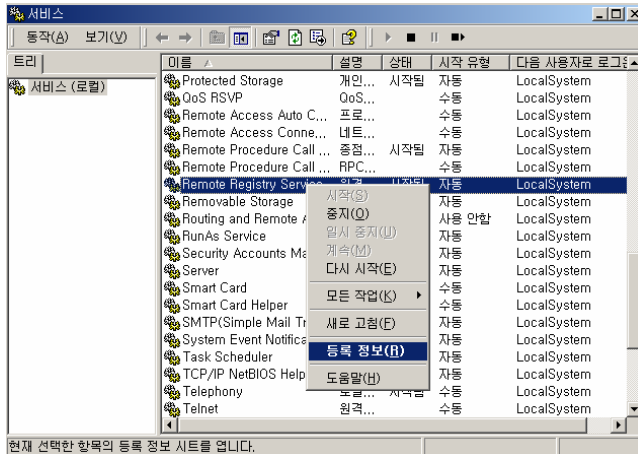 서비스
동작(A) 보기(V)
트리
서비스 (로컬)
이름 설명 상태 시작 유형 다음 사용자로 로그온
Protected Storage 개인... 시작됨 자동 LocalSystem
QoS RSVP QoS... 수동 LocalSystem
Remote Access Auto C... 프로... 수동 LocalSystem
Remote Access Conne... 네트... 수동 LocalSystem
Remote Procedure Call ... 종점... 시작됨 자동 LocalSystem
Remote Procedure Call ... RPC... 수동 LocalSystem
Remote Registry Service 원격... 시작됨 자동 LocalSystem
Removable Storage 자동 LocalSystem
Routing and Remote A 사용 안함 LocalSystem
RunAs Service 자동 LocalSystem
Security Accounts Ma 자동 LocalSystem
Server 자동 LocalSystem
Smart Card 수동 LocalSystem
Smart Card Helper 수동 LocalSystem
SMTP(Simple Mail Tr 자동 LocalSystem
System Event Notifica 자동 LocalSystem
Task Scheduler 자동 LocalSystem
TCP/IP NetBIOS Help 자동 LocalSystem
Telephony 시작됨 수동 LocalSystem
Telnet 원격... 수동 LocalSystem
시작(S)
중지(O)
일시 중지(U)
계속(M)
다시 시작(E)
모든 작업(K)
새로 고침(F)
등록 정보(R)
도움말(H)
현재 선택한 항목의 등록 정보 시트를 엽니다.